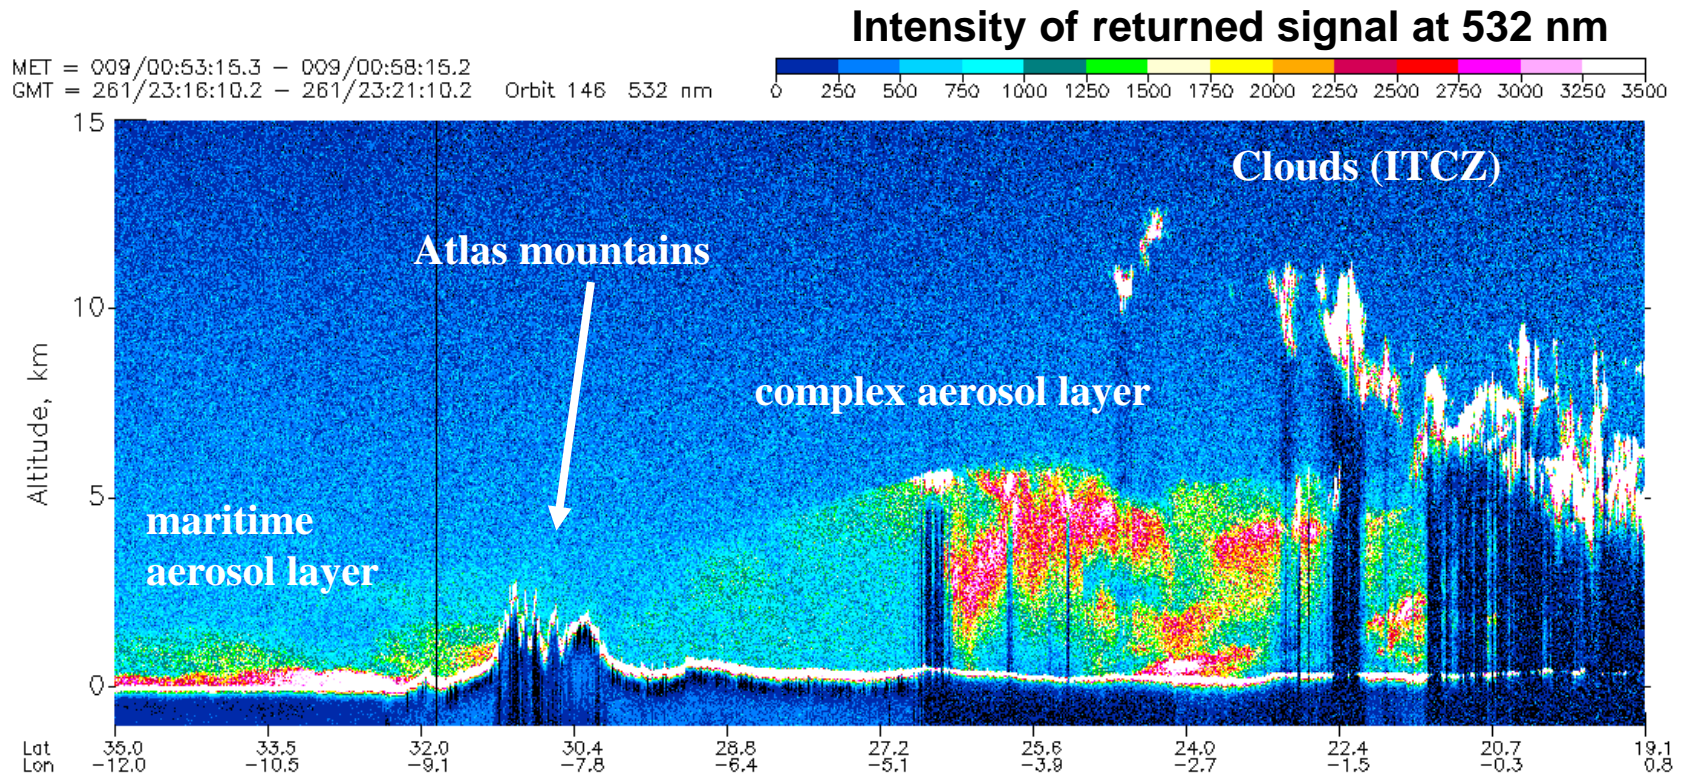 Intensity of returned signal at 532 nm
MET = 009/00:53:15.3 – 009/00:58:15.2
GMT = 261/23:16:10.2 – 261/23:21:10.2 Orbit 146 532 nm
0 250 500 750 1000 1250 1500 1750 2000 2250 2500 2750 3000 3250 3500
15
Clouds (ITCZ)
Atlas mountains
10
Altitude, km
complex aerosol layer
5
maritime
aerosol layer
0
Lat 35.0 33.5 32.0 30.4 28.8 27.2 25.6 24.0 22.4 20.7 19.1
Lon −12.0 −10.5 −9.1 −7.8 −6.4 −5.1 −3.9 −2.7 −1.5 −0.3 0.8